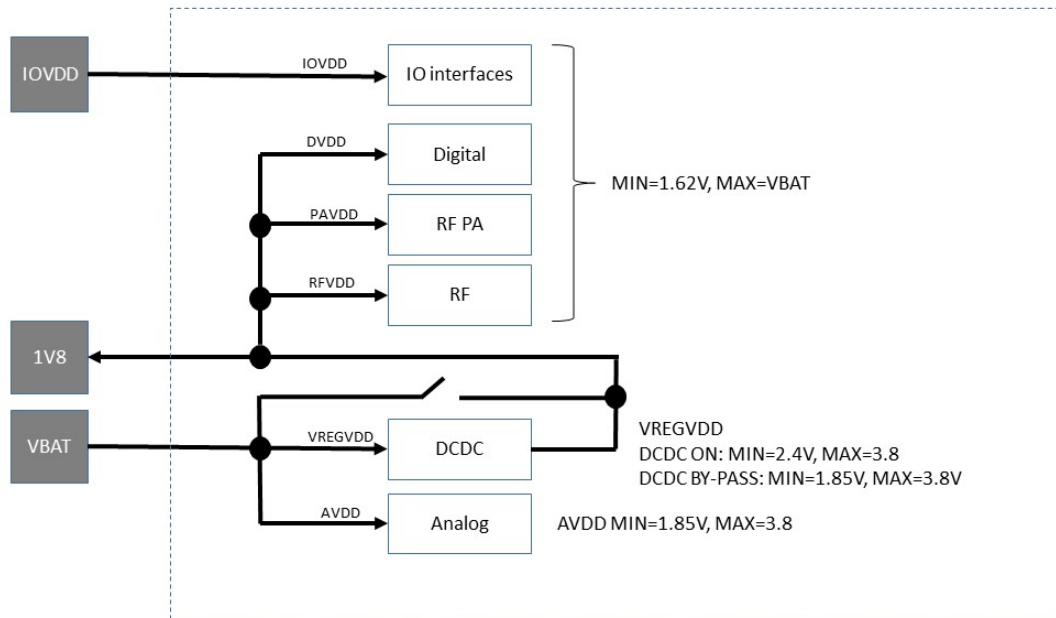 IOVDD
IOVDD
IO interfaces
DVDD
Digital
MIN=1.62V, MAX=VBAT
PAVDD
RF PA
RFVDD
RF
1V8
VBAT
VREGVDD
DCDC
VREGVDD
DCDC ON: MIN=2.4V, MAX=3.8
DCDC BY-PASS: MIN=1.85V, MAX=3.8V
AVDD
Analog
AVDD MIN=1.85V, MAX=3.8